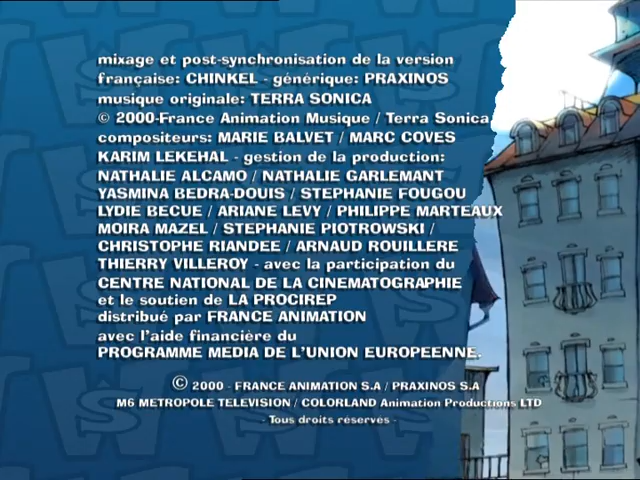 mixage et post-synchronisation de la version
française: CHINKEL - générique: PRAXINOS
musique originale: TERRA SONICA
© 2000-France Animation Musique / Terra Sonica
compositeurs: MARIE BALVET / MARC COVES
KARIM LEKEHAL - gestion de la production:
NATHALIE ALCAMO / NATHALIE GARLEMANT
YASMINA BEDRA-DOUIS / STEPHANIE FOUGOU
LYDIE BECUE / ARIANE LEVY / PHILIPPE MARTEAUX
MOIRA MAZEL / STEPHANIE PIOTROWSKI /
CHRISTOPHE RIANDEE / ARNAUD ROUILLERE
THIERRY VILLEROY - avec la participation du
CENTRE NATIONAL DE LA CINEMATOGRAPHIE
et le soutien de LA PROCIREP
distribué par FRANCE ANIMATION
avec l'aide financière du
PROGRAMME MEDIA DE L'UNION EUROPEENNE.
© 2000 - FRANCE ANIMATION S.A / PRAXINOS S.A
M6 METROPOLE TELEVISION / COLORLAND Animation Productions LTD
- Tous droits réservés -